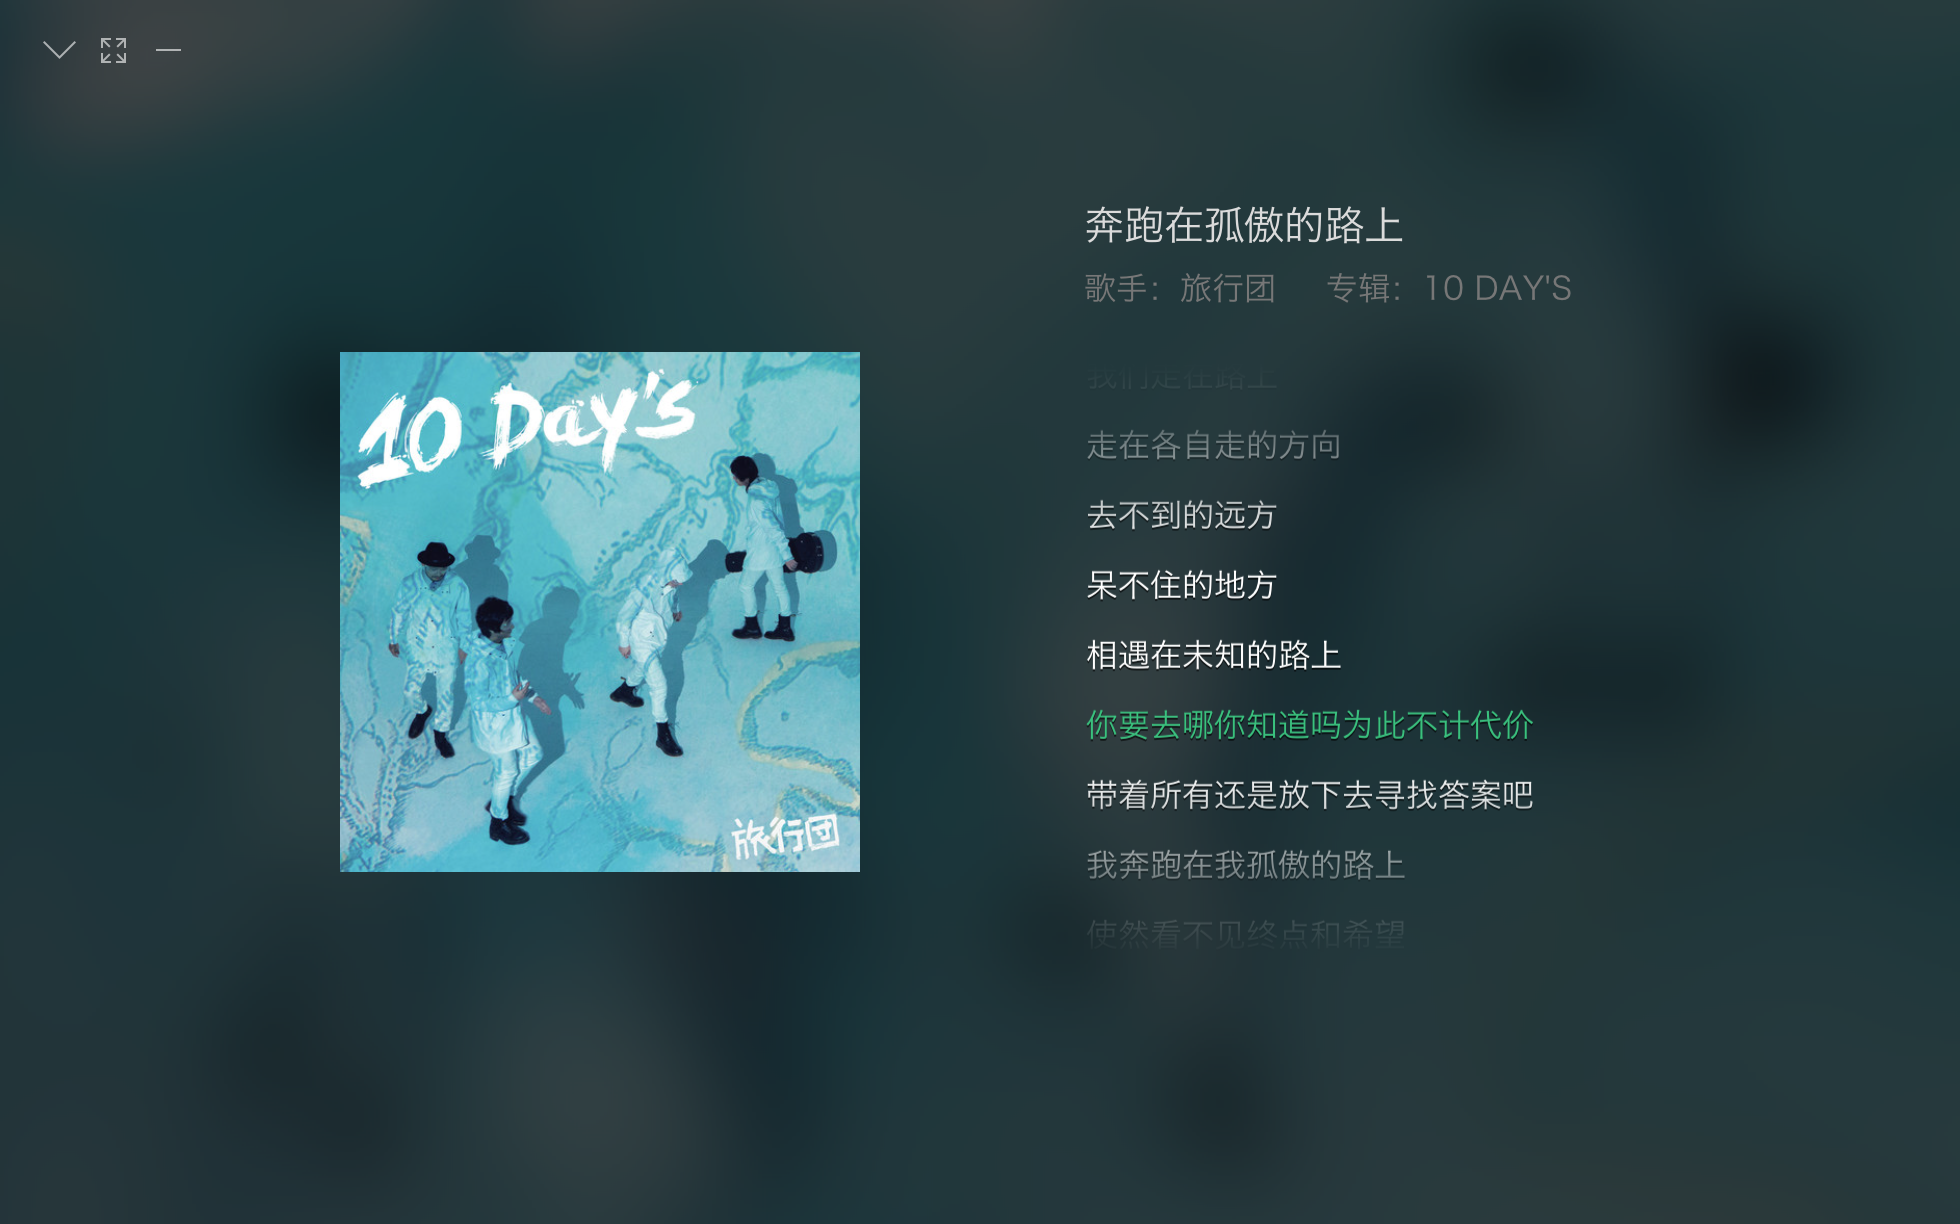 奔跑在孤傲的路上
歌手：旅行团 专辑：10 DAY'S
10 Day's
旅行团
我们走在路上
走在各自走的方向
去不到的远方
呆不住的地方
相遇在未知的路上
你要去哪你知道吗为此不计代价
带着所有还是放下去寻找答案吧
我奔跑在我孤傲的路上
使然看不见终点和希望